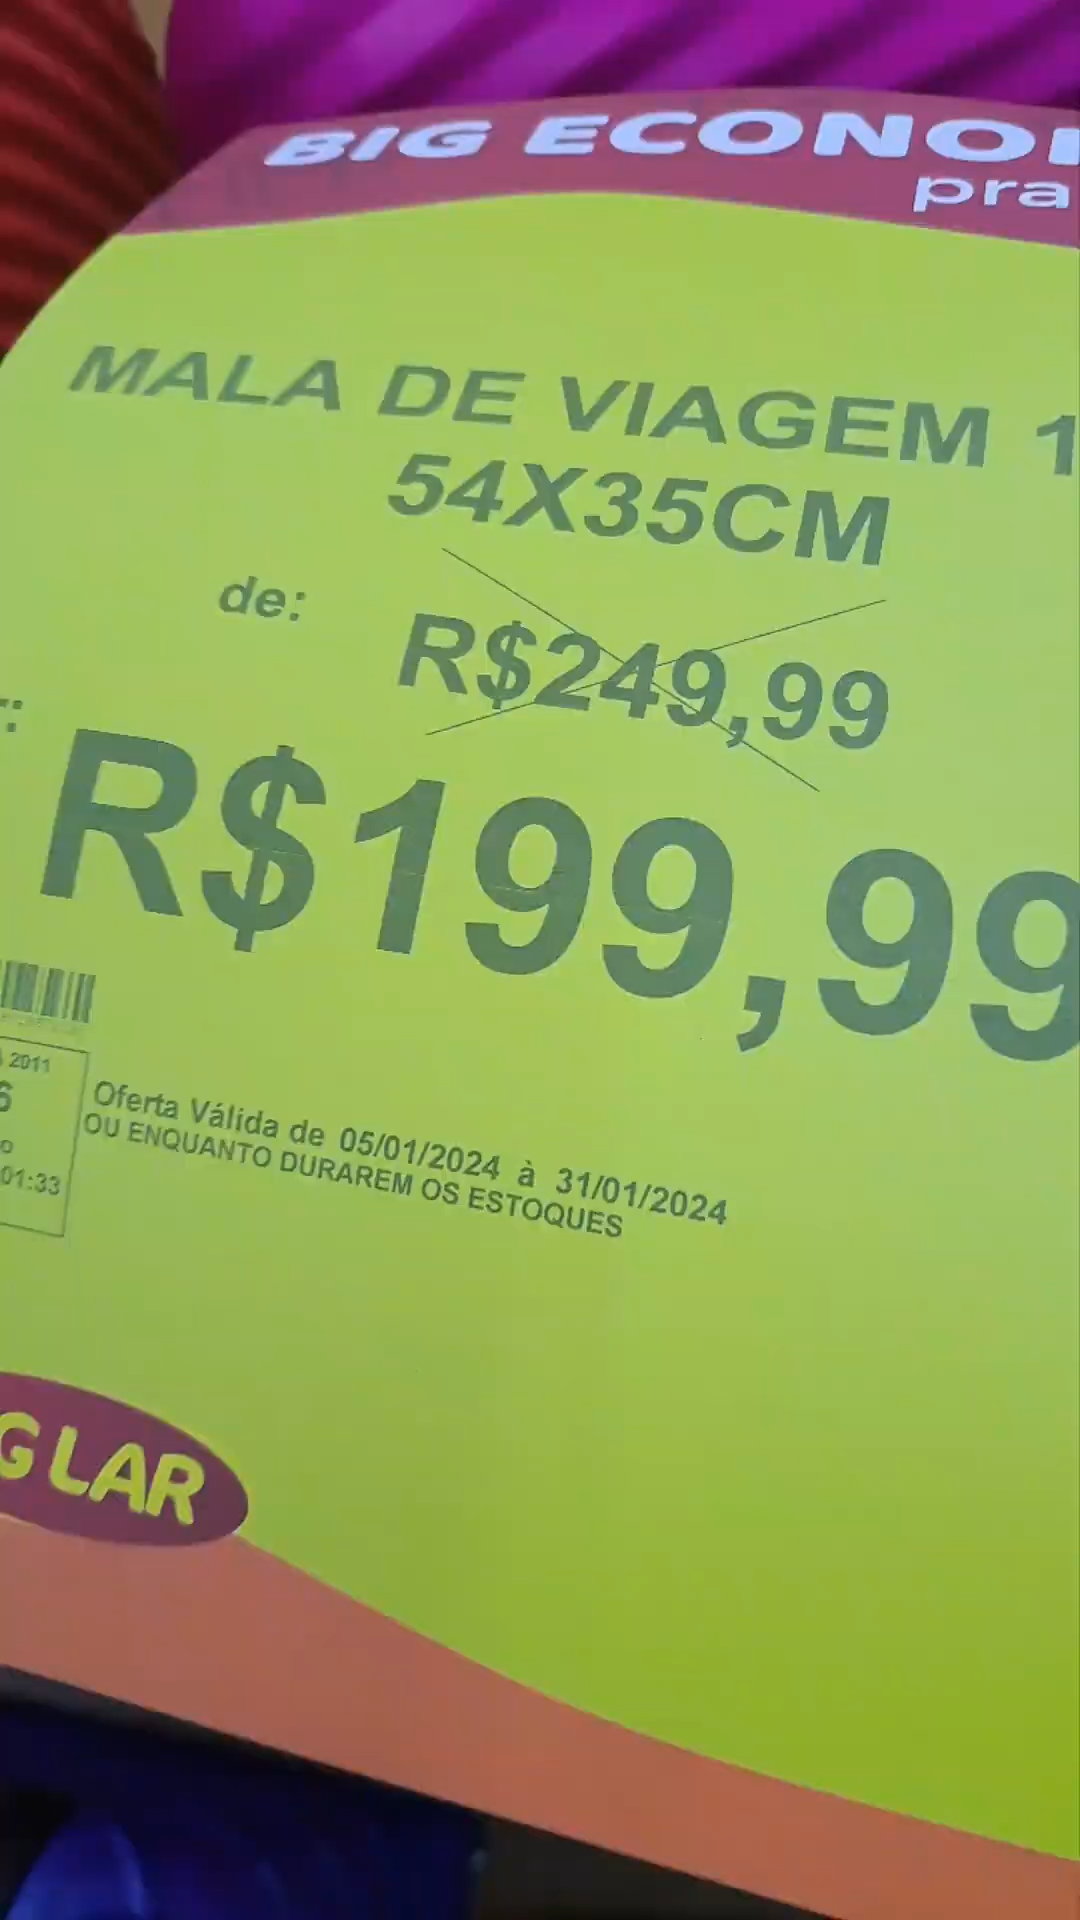 BIG ECONO
pra
MALA DE VIAGEM 1
54X35CM
de:
R$249,99
R$199,99
2011
6
o
01:33
Oferta Válida de 05/01/2024 à 31/01/2024
OU ENQUANTO DURAREM OS ESTOQUES
G LAR